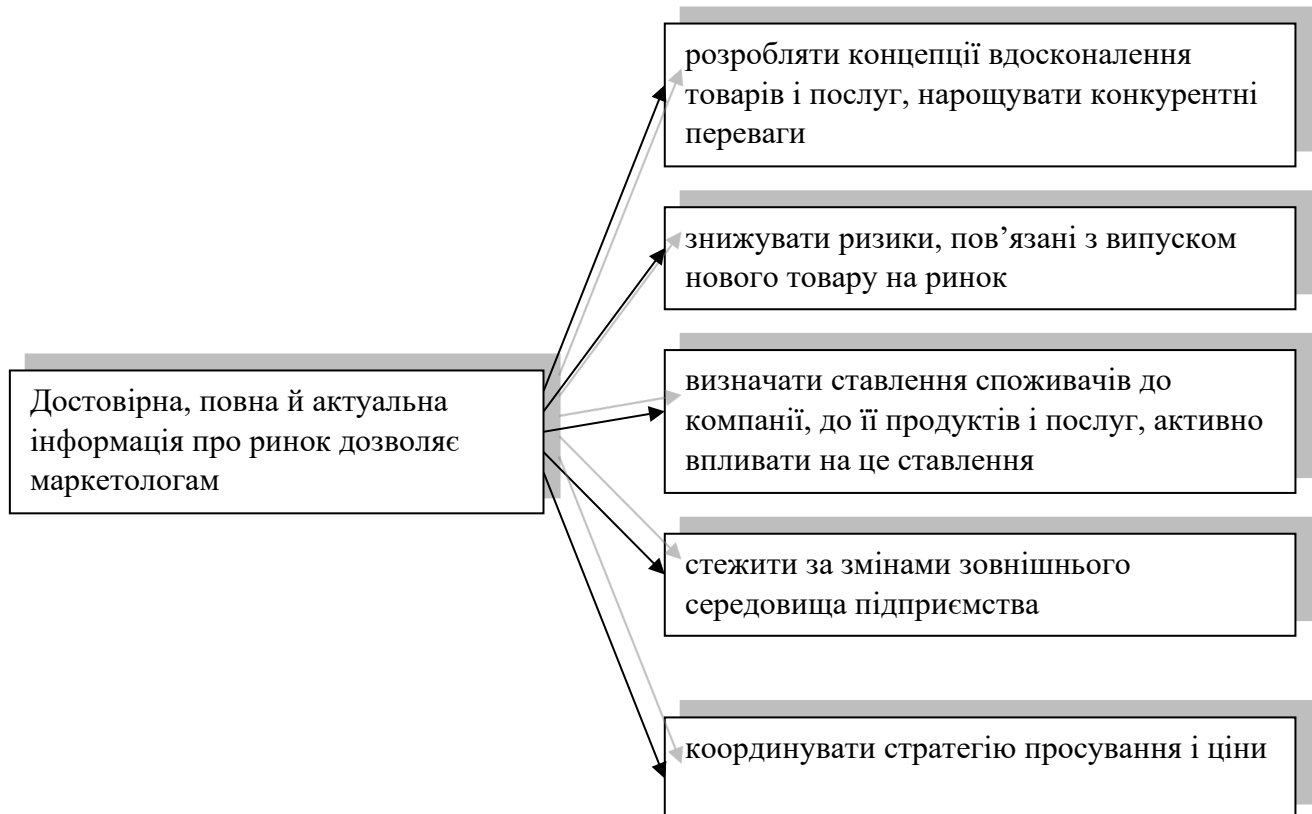 розробляти концепції вдосконалення
товарів і послуг, нарощувати конкурентні
переваги
знижувати ризики, пов’язані з випуском
нового товару на ринок
Достовірна, повна й актуальна
інформація про ринок дозволяє
маркетологам
визначати ставлення споживачів до
компанії, до її продуктів і послуг, активно
впливати на це ставлення
стежити за змінами зовнішнього
середовища підприємства
координувати стратегію просування і ціни